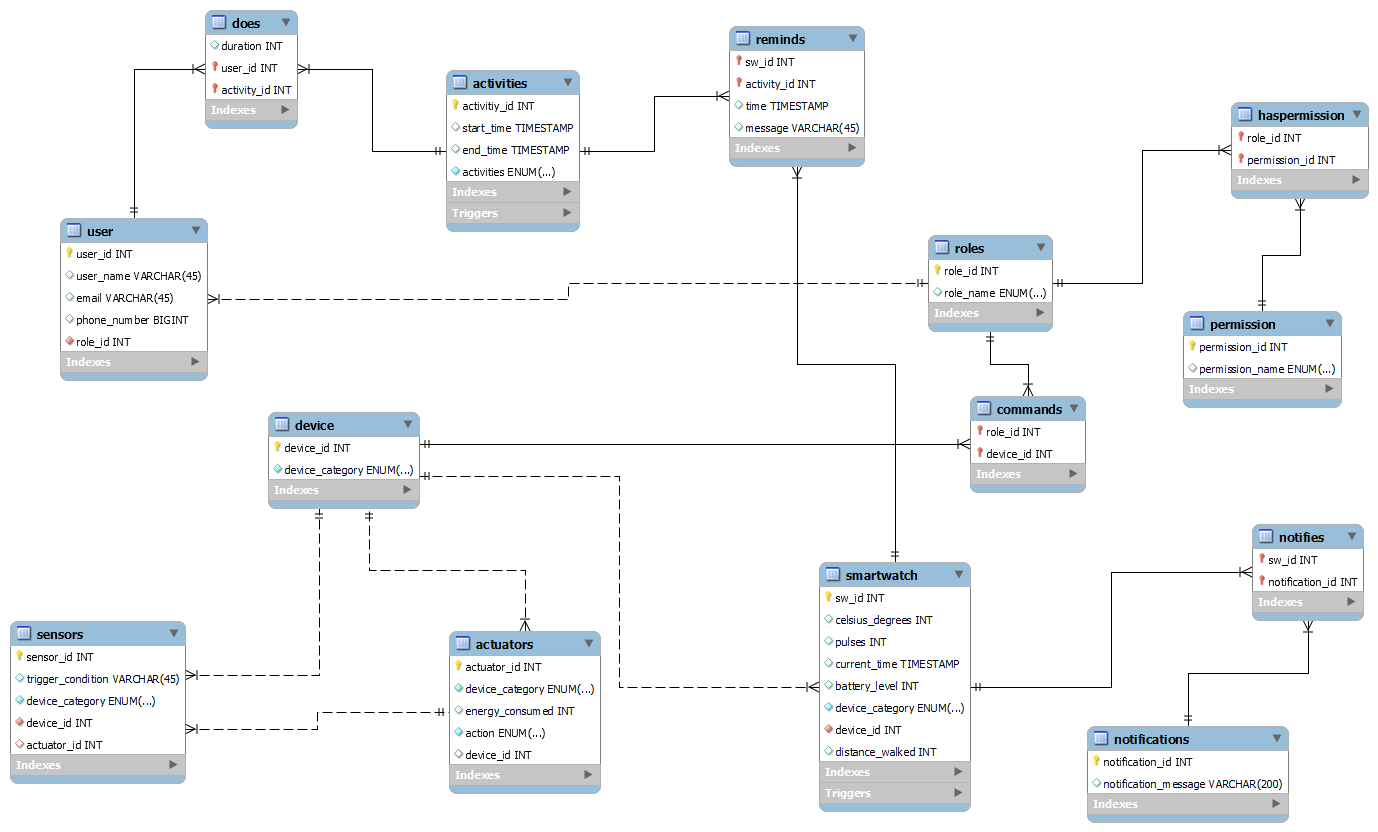 does
duration INT
user_id INT
activity_id INT
Indexes
activities
activitiy_id INT
start_time TIMESTAMP
end_time TIMESTAMP
activities ENUM(...)
Indexes
Triggers
reminds
sw_id INT
activity_id INT
time TIMESTAMP
message VARCHAR(45)
Indexes
haspermission
role_id INT
permission_id INT
Indexes
user
user_id INT
user_name VARCHAR(45)
email VARCHAR(45)
phone_number BIGINT
role_id INT
Indexes
roles
role_id INT
role_name ENUM(...)
Indexes
permission
permission_id INT
permission_name ENUM(...)
Indexes
device
device_id INT
device_category ENUM(...)
Indexes
commands
role_id INT
device_id INT
Indexes
notifies
sw_id INT
notification_id INT
Indexes
sensors
sensor_id INT
trigger_condition VARCHAR(45)
device_category ENUM(...)
device_id INT
actuator_id INT
Indexes
actuators
actuator_id INT
device_category ENUM(...)
energy_consumed INT
action ENUM(...)
device_id INT
Indexes
smartwatch
sw_id INT
celsius_degrees INT
pulses INT
current_time TIMESTAMP
battery_level INT
device_category ENUM(...)
device_id INT
distance_walked INT
Indexes
Triggers
notifications
notification_id INT
notification_message VARCHAR(200)
Indexes